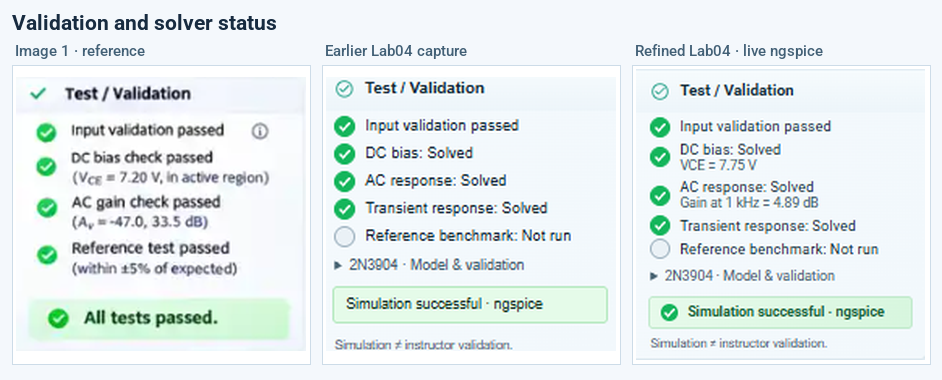 Validation and solver status
Image 1 · reference
Test / Validation
Input validation passed
DC bias check passed
(VCE = 7.20 V, in active region)
AC gain check passed
(Av = -47.0, 33.5 dB)
Reference test passed
(within ±5% of expected)
All tests passed.
Earlier Lab04 capture
Test / Validation
Input validation passed
DC bias: Solved
AC response: Solved
Transient response: Solved
Reference benchmark: Not run
▸ 2N3904 · Model & validation
Simulation successful · ngspice
Simulation ≠ instructor validation.
Refined Lab04 · live ngspice
Test / Validation
Input validation passed
DC bias: Solved
VCE = 7.75 V
AC response: Solved
Gain at 1 kHz = 4.89 dB
Transient response: Solved
Reference benchmark: Not run
▸ 2N3904 · Model & validation
Simulation successful · ngspice
Simulation ≠ instructor validation.